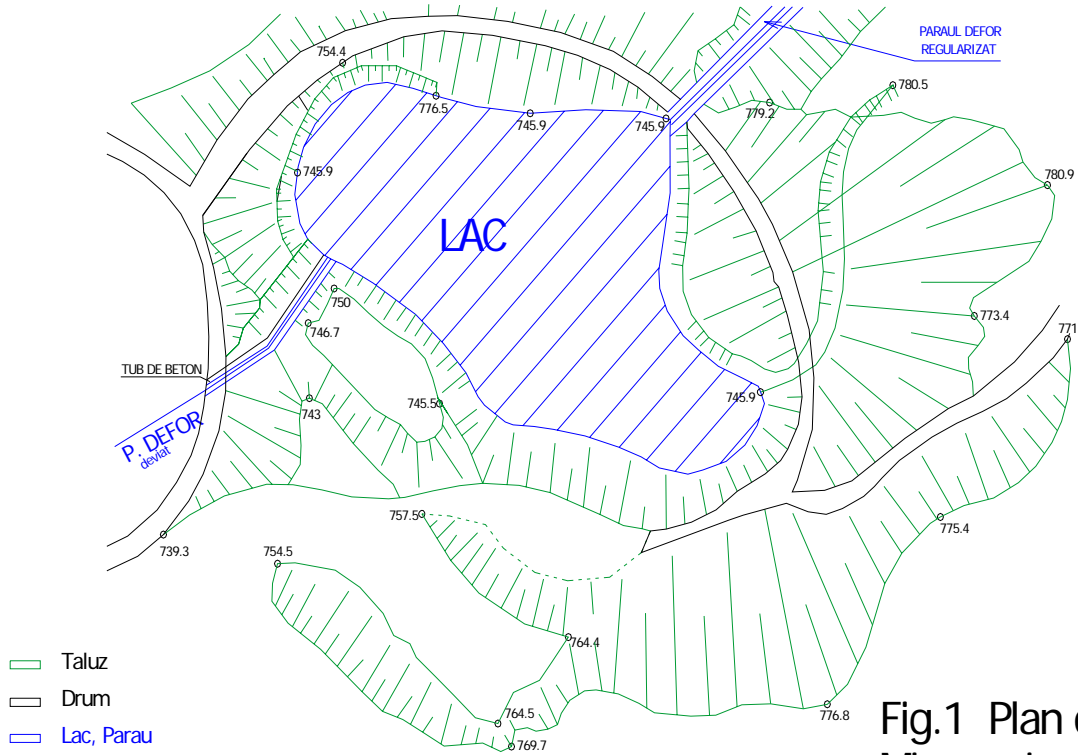 PARAUL DEFOR
REGULARIZAT
754.4
780.5
776.5
745.9
745.9
779.2
745.9
780.9
LAC
750
746.7
773.4
771
TUB DE BETON
743
745.5
745.9
P. DEFOR
deviat
757.5
775.4
739.3
754.5
764.4
Taluz
Drum
Lac, Parau
764.5
769.7
776.8
Fig.1 Plan